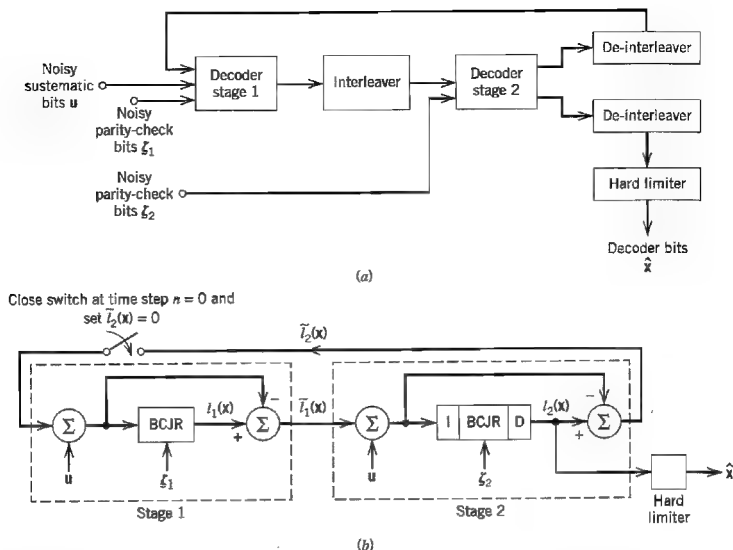 De-interleaver
Noisy
sustematic
bits u
Decoder
stage 1
Interleaver
Decoder
stage 2
De-interleaver
Noisy
parity-check
bits ζ₁
Noisy
parity-check
bits ζ₂
Hard limiter
Decoder bits
x̂
(a)
Close switch at time step n = 0 and
set l̃₂(x) = 0
l̃₂(x)
Σ
BCJR
l₁(x)
−
+
Σ
l̃₁(x)
Σ
I
BCJR
D
l₂(x)
−
+
Σ
u
ζ₁
Stage 1
u
ζ₂
Stage 2
Hard
limiter
x̂
(b)